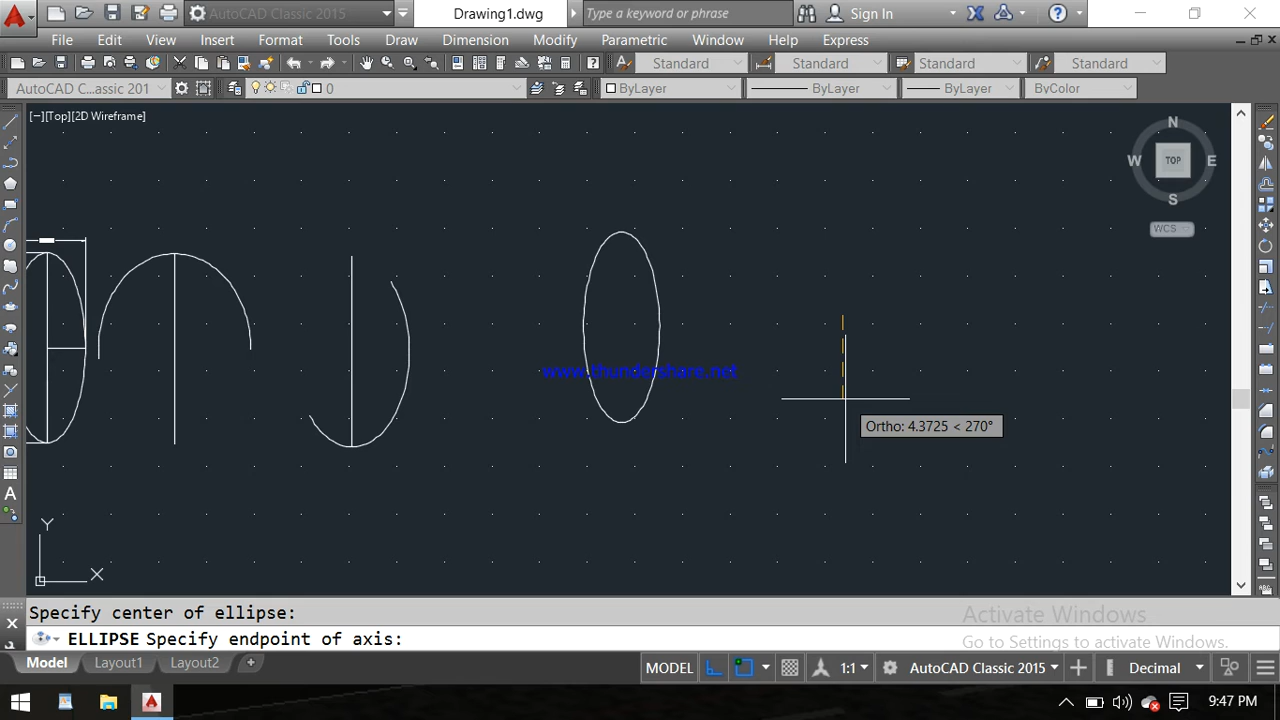 AutoCAD Classic 2015
Drawing1.dwg
Type a keyword or phrase
Sign In
File Edit View Insert Format Tools Draw Dimension Modify Parametric Window Help Express
Standard Standard Standard Standard
AutoCAD C...assic 201
0
ByLayer ByLayer ByLayer ByColor
[−][Top][2D Wireframe]
N
W TOP E
S
WCS
www.thundershare.net
Ortho: 4.3725 < 270°
Y
X
Specify center of ellipse:
Activate Windows
ELLIPSE Specify endpoint of axis:
Go to Settings to activate Windows.
Model Layout1 Layout2
MODEL 1:1 AutoCAD Classic 2015 Decimal
9:47 PM